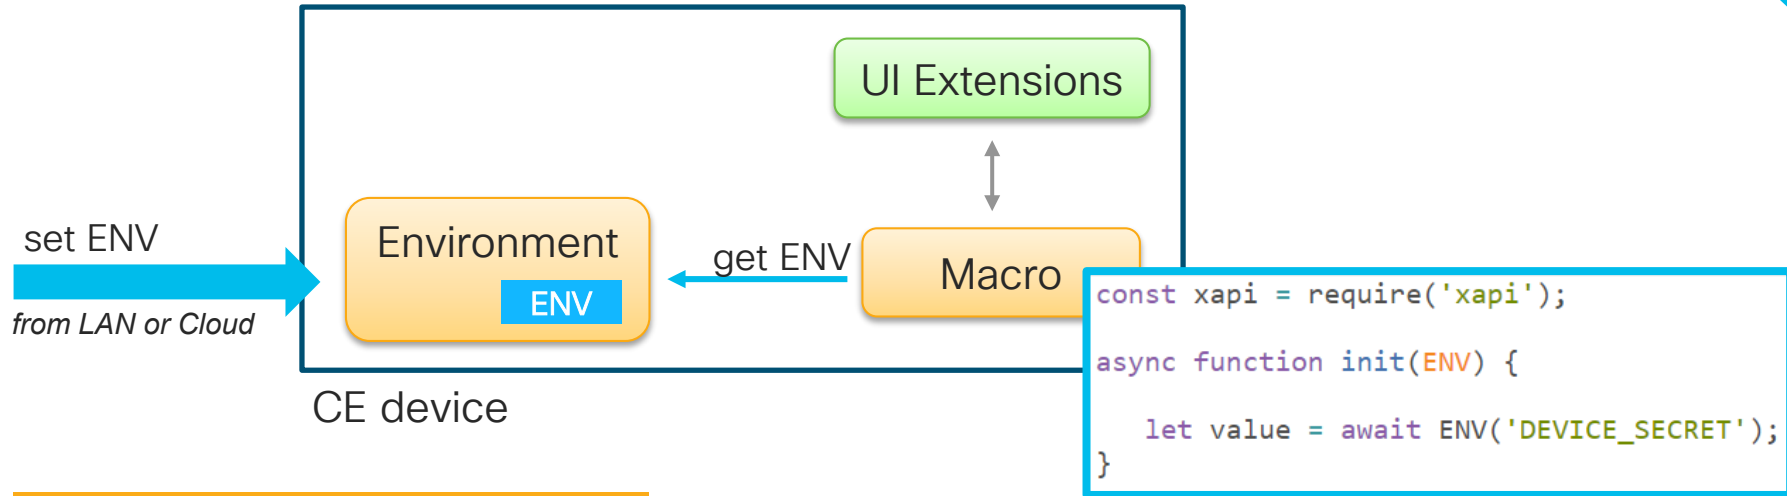 UI Extensions
set ENV
from LAN or Cloud
Environment
ENV
get ENV
Macro
CE device
const xapi = require('xapi');
async function init(ENV) {
let value = await ENV('DEVICE_SECRET');
}